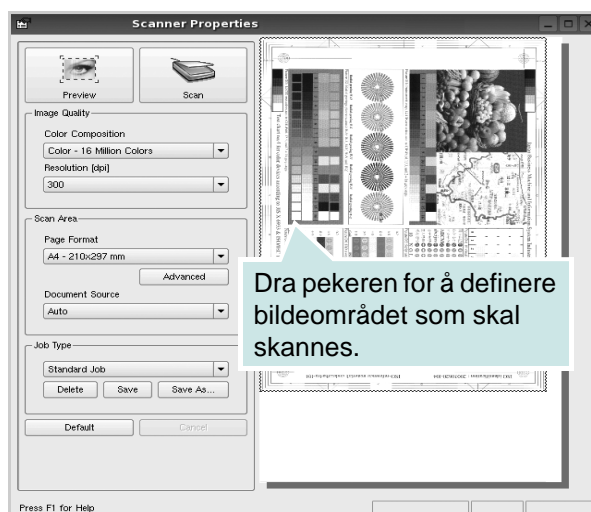 Scanner Properties
Preview
Scan
Image Quality
Color Composition
Color - 16 Million Colors
Resolution [dpi]
300
Scan Area
Page Format
A4 - 210x297 mm
Advanced
Document Source
Auto
Job Type
Standard Job
Delete
Save
Save As...
Default
Cancel
Press F1 for Help
Dra pekeren for å definere
bildeområdet som skal
skannes.